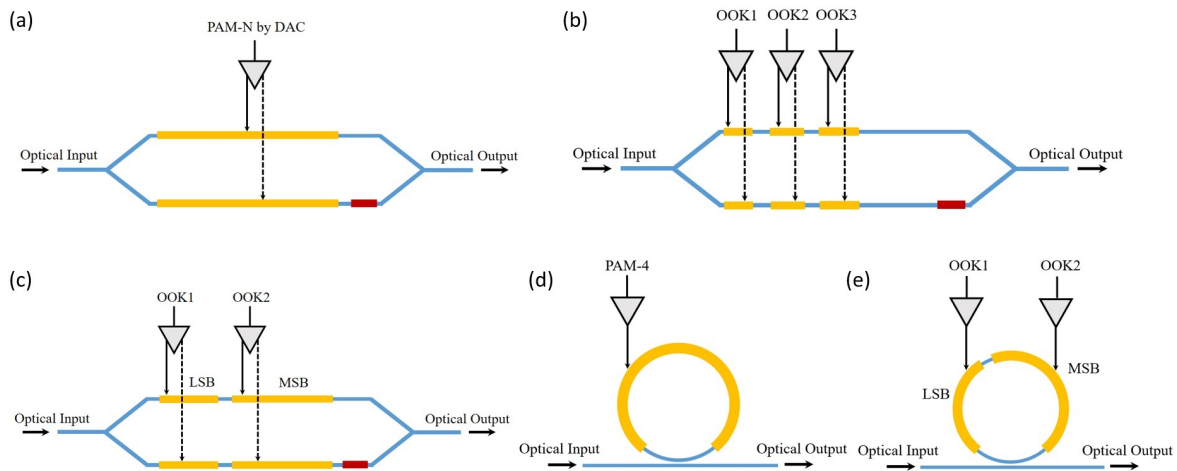 (a)
PAM-N by DAC
Optical Input
Optical Output
(b)
OOK1 OOK2 OOK3
Optical Input
Optical Output
(c)
OOK1 OOK2
LSB MSB
Optical Input
Optical Output
(d)
PAM-4
Optical Input
Optical Output
(e)
OOK1 OOK2
MSB
LSB
Optical Input
Optical Output